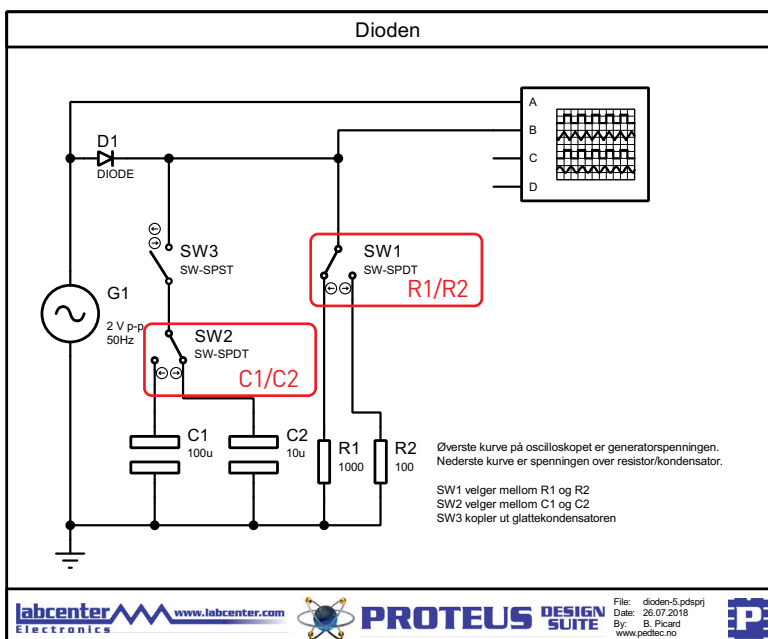 Dioden
A
B
C
D
D1
DIODE
SW3
SW-SPST
SW1
SW-SPDT
R1/R2
G1
2 V p-p
50Hz
SW2
SW-SPDT
C1/C2
C1
100u
C2
10u
R1
1000
R2
100
Øverste kurve på oscilloskopet er generatorspenningen.
Nederste kurve er spenningen over resistor/kondensator.
SW1 velger mellom R1 og R2
SW2 velger mellom C1 og C2
SW3 kopler ut glattekondensatoren
labcenter www.labcenter.com
Electronics
PROTEUS DESIGN SUITE
File: dioden-5.pdsprj
Date: 26.07.2018
By: B. Picard
www.pedtec.no
P